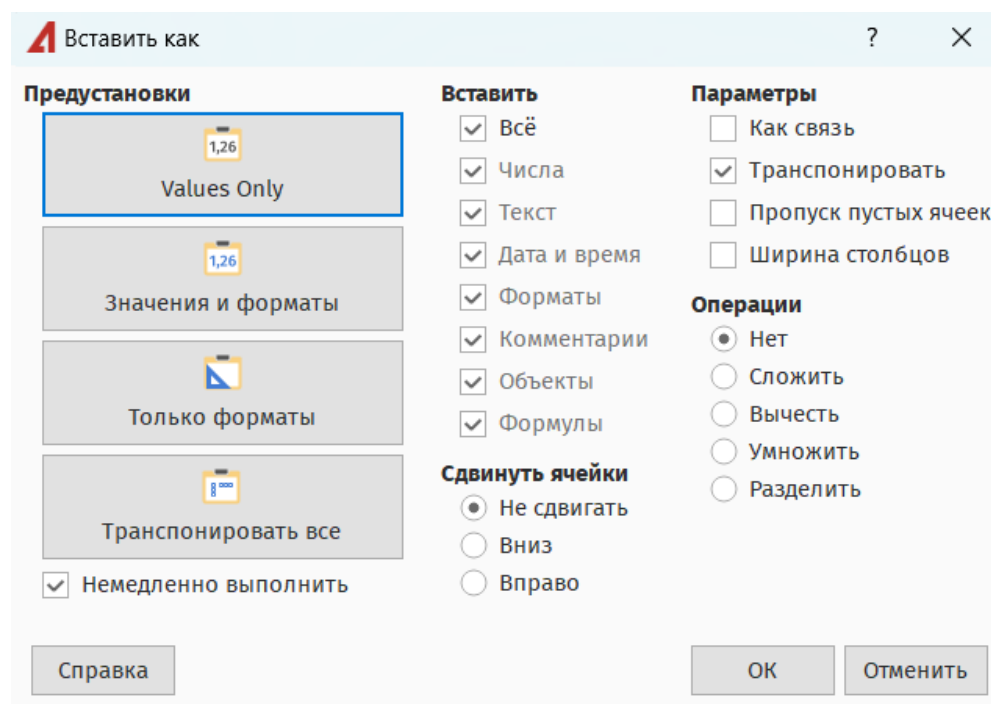 Вставить как
?
Предустановки
1,26
Values Only
1,26
Значения и форматы
Только форматы
Транспонировать все
Немедленно выполнить
Вставить
Всё
Числа
Текст
Дата и время
Форматы
Комментарии
Объекты
Формулы
Сдвинуть ячейки
Не сдвигать
Вниз
Вправо
Параметры
Как связь
Транспонировать
Пропуск пустых ячеек
Ширина столбцов
Операции
Нет
Сложить
Вычесть
Умножить
Разделить
Справка
ОК
Отменить